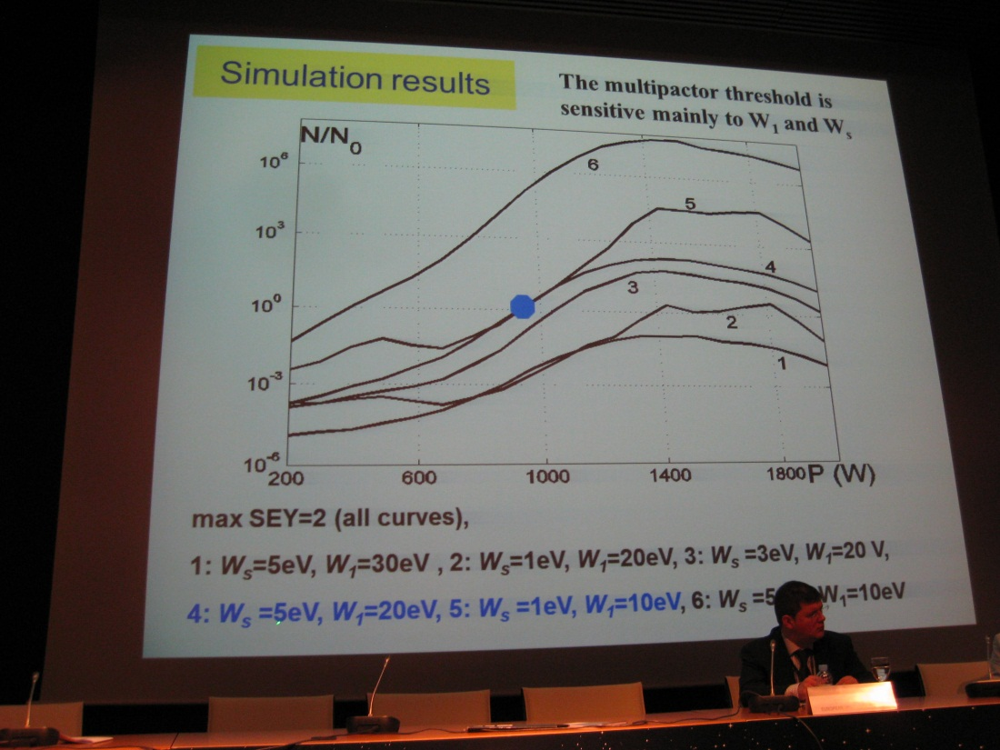 Simulation results
The multipactor threshold is
sensitive mainly to W1 and Ws
N/N0
10^6
10^3
10^0
10^-3
10^-6
6
5
4
3
2
1
200 600 1000 1400 1800 P (W)
max SEY=2 (all curves),
1: Ws=5eV, W1=30eV , 2: Ws=1eV, W1=20eV, 3: Ws =3eV, W1=20 V,
4: Ws =5eV, W1=20eV, 5: Ws =1eV, W1=10eV, 6: Ws =5 W1=10eV